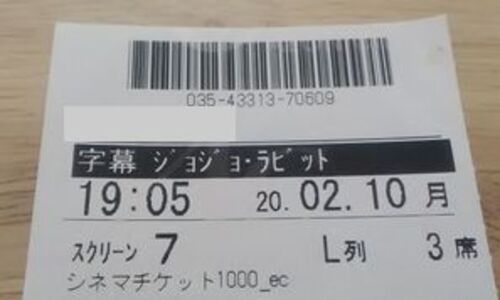 035-43313-70609
字幕 ジョジョ・ラビット
19:05 20.02.10 月
スクリーン 7 L列 3席
シネマチケット1000_ec